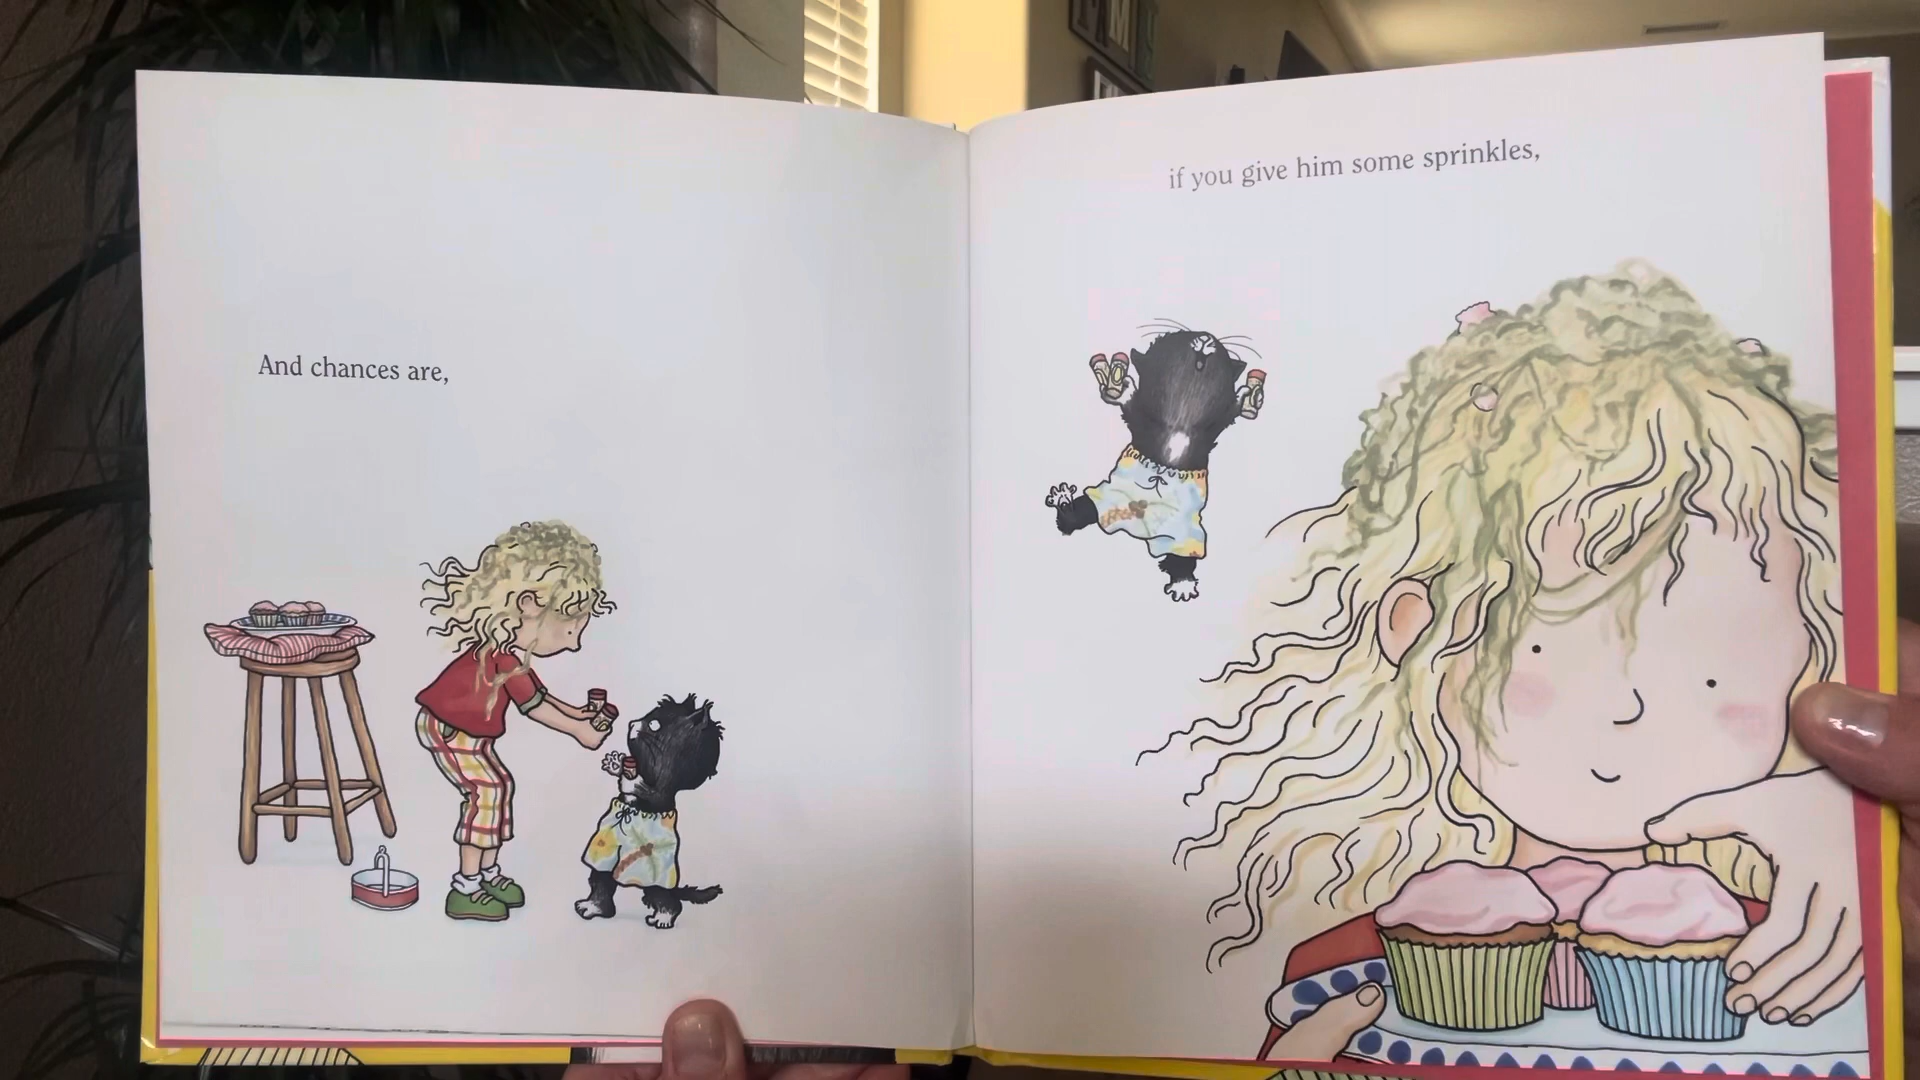 And chances are,
if you give him some sprinkles,